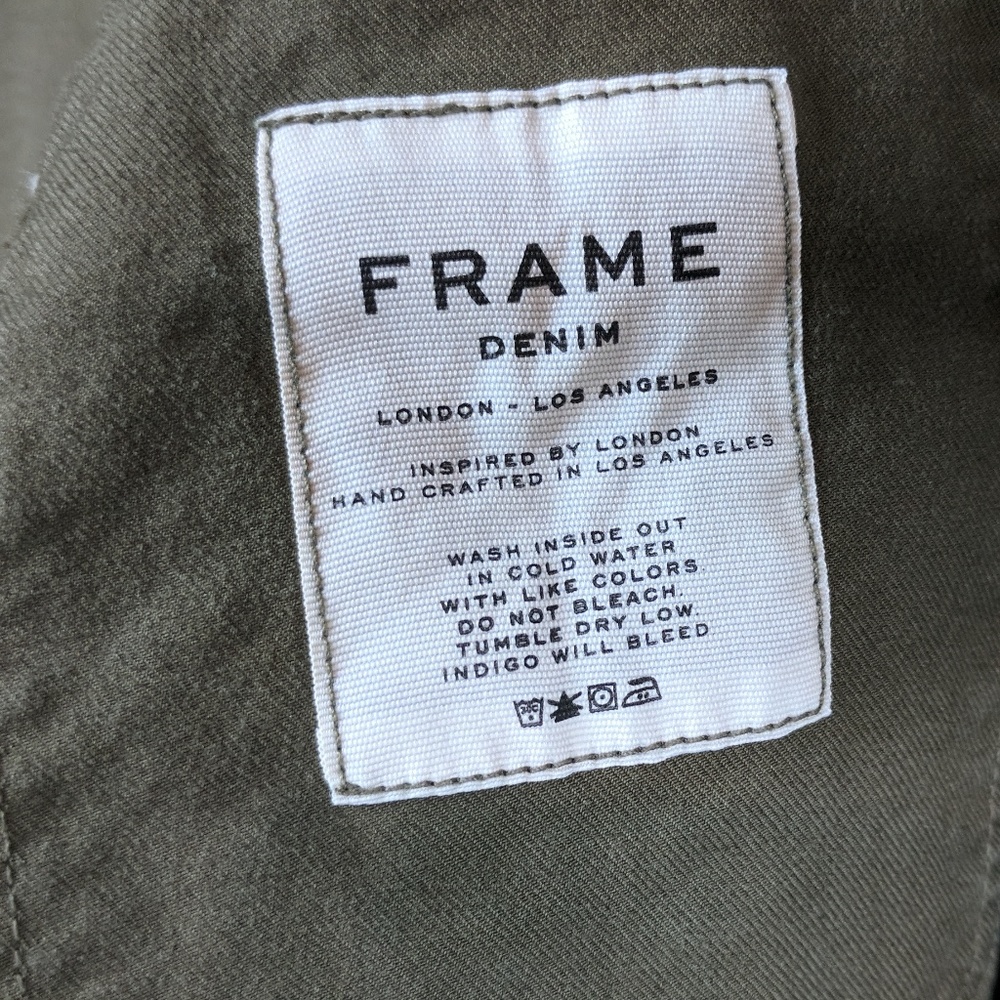 FRAME
DENIM
LONDON - LOS ANGELES
INSPIRED BY LONDON
HAND CRAFTED IN LOS ANGELES
WASH INSIDE OUT
IN COLD WATER
WITH LIKE COLORS.
DO NOT BLEACH.
TUMBLE DRY LOW.
INDIGO WILL BLEED
30C